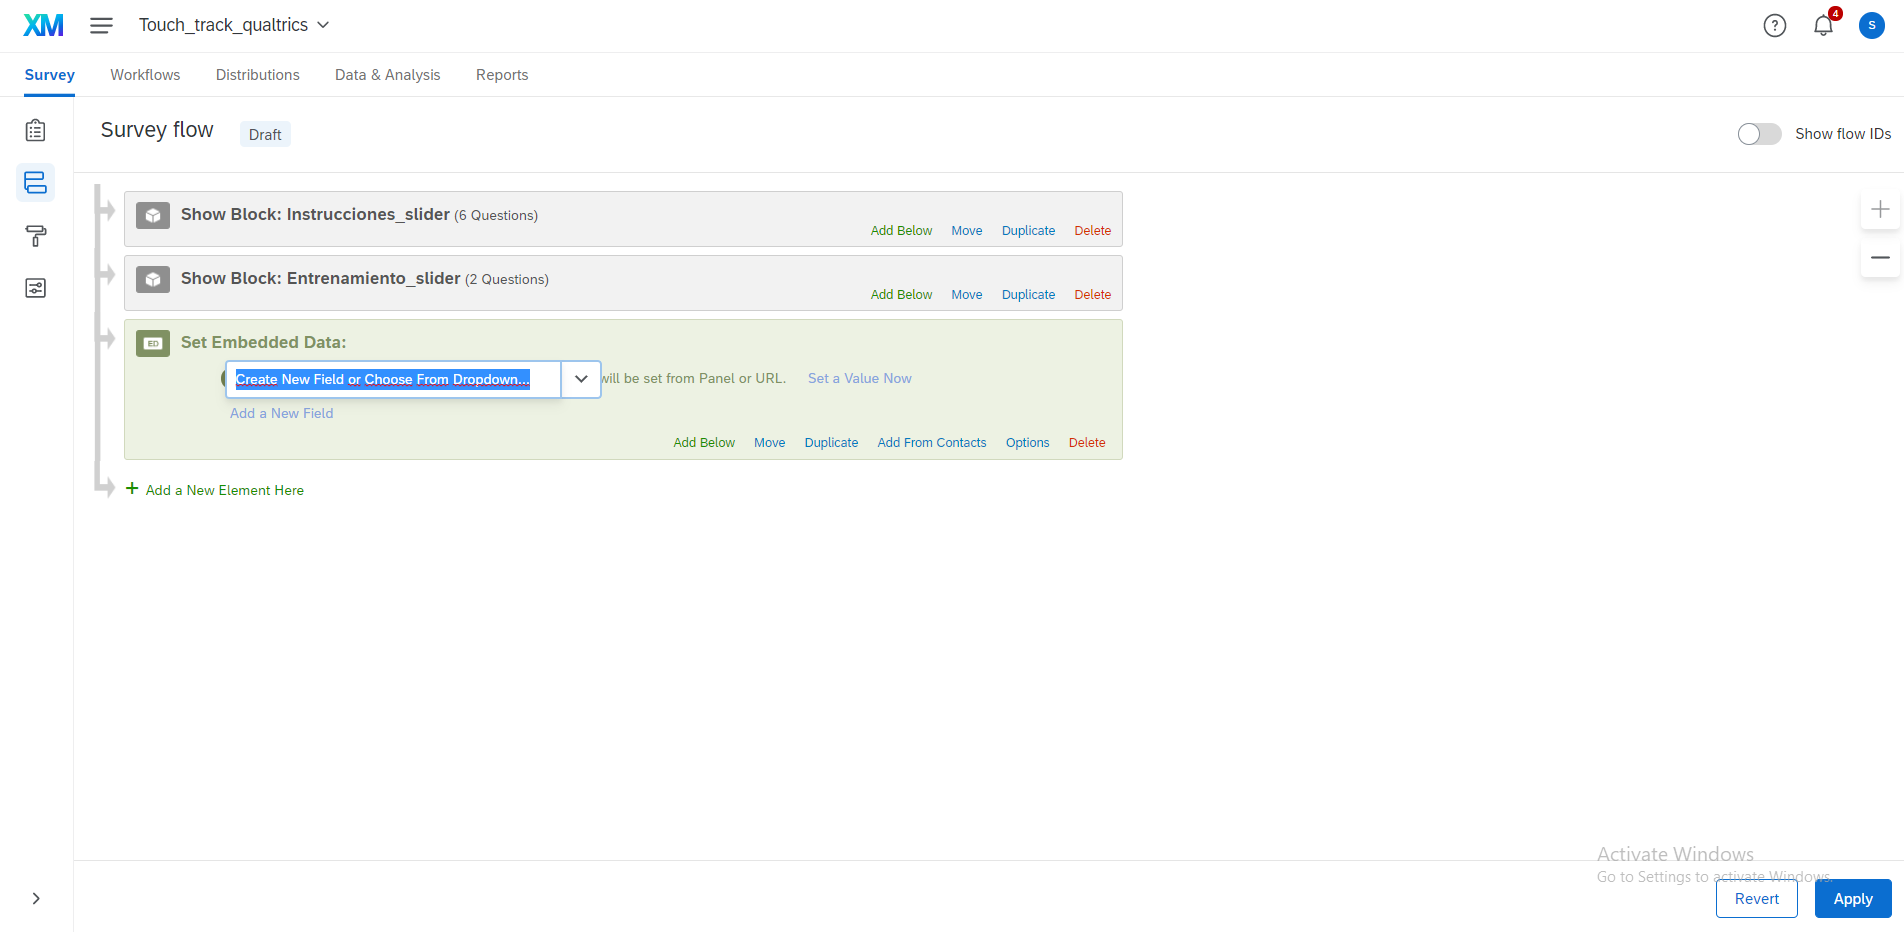 XM
Touch_track_qualtrics
?
4
S
Survey
Workflows
Distributions
Data & Analysis
Reports
Survey flow
Draft
Show flow IDs
Show Block: Instrucciones_slider (6 Questions)
Add Below Move Duplicate Delete
Show Block: Entrenamiento_slider (2 Questions)
Add Below Move Duplicate Delete
ED
Set Embedded Data:
Create New Field or Choose From Dropdown... will be set from Panel or URL. Set a Value Now
Add a New Field
Add Below Move Duplicate Add From Contacts Options Delete
+ Add a New Element Here
Activate Windows
Go to Settings to activate Windows.
Revert
Apply